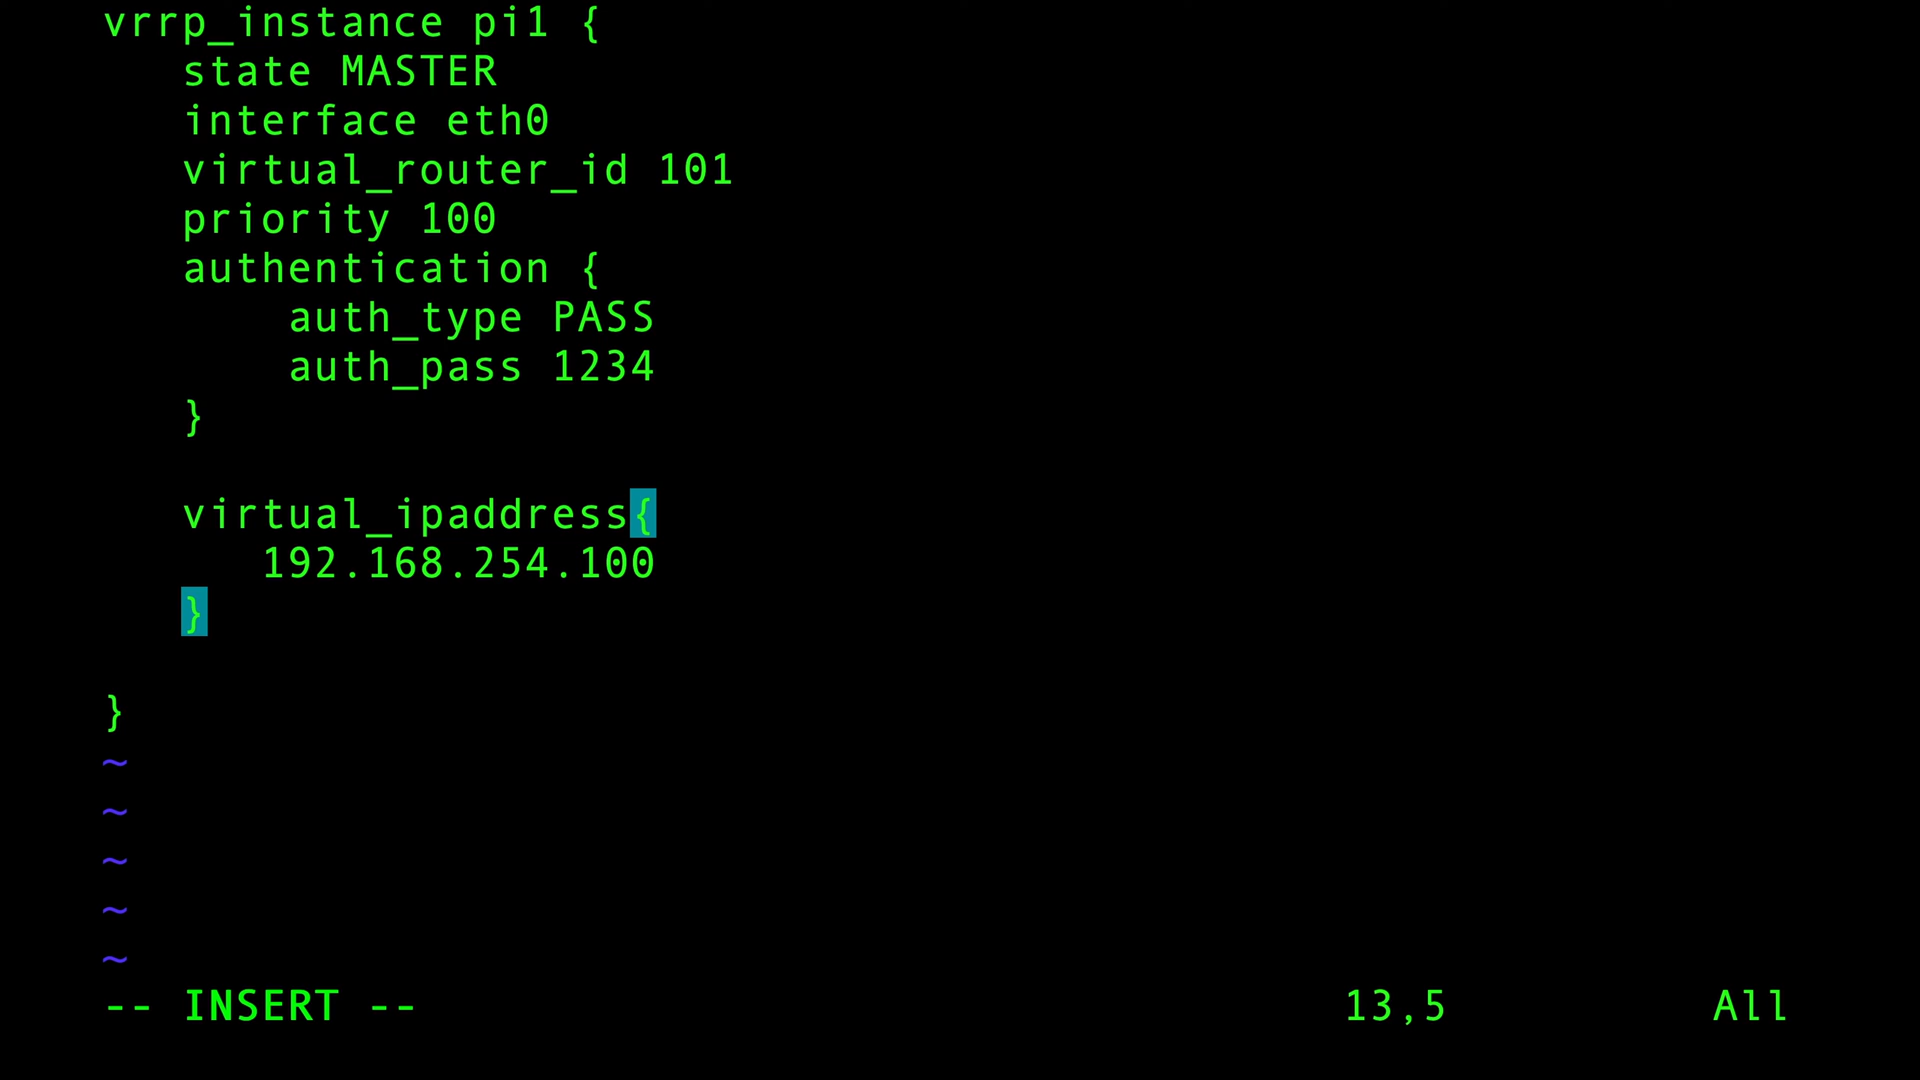 vrrp_instance pi1 {
state MASTER
interface eth0
virtual_router_id 101
priority 100
authentication {
auth_type PASS
auth_pass 1234
}
virtual_ipaddress{
192.168.254.100
}
}
~
~
~
~
~
-- INSERT -- 13,5 All